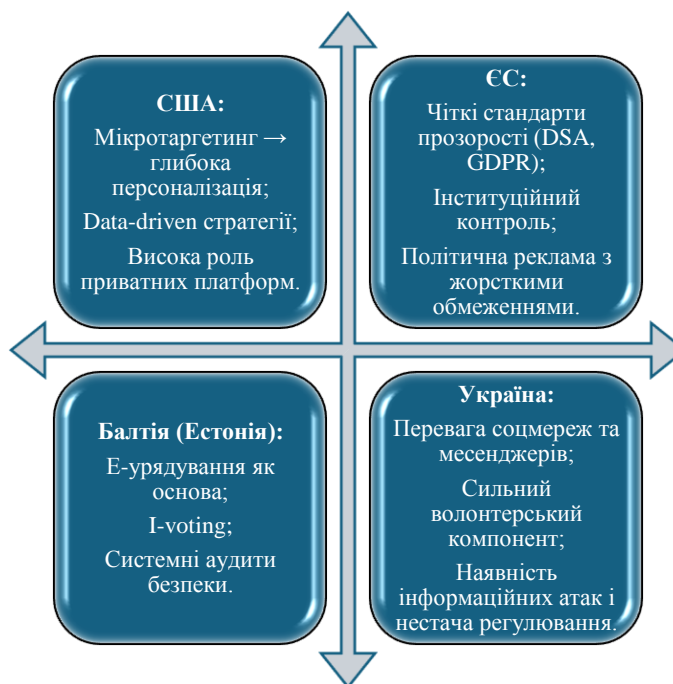 США:
Мікротаргетинг →
глибока
персоналізація;
Data-driven стратегії;
Висока роль
приватних платформ.
ЄС:
Чіткі стандарти
прозорості (DSA,
GDPR);
Інституційний
контроль;
Політична реклама з
жорсткими
обмеженнями.
Балтія (Естонія):
Е-урядування як
основа;
I-voting;
Системні аудити
безпеки.
Україна:
Перевага соцмереж та
месенджерів;
Сильний
волонтерський
компонент;
Наявність
інформаційних атак і
нестача регулювання.